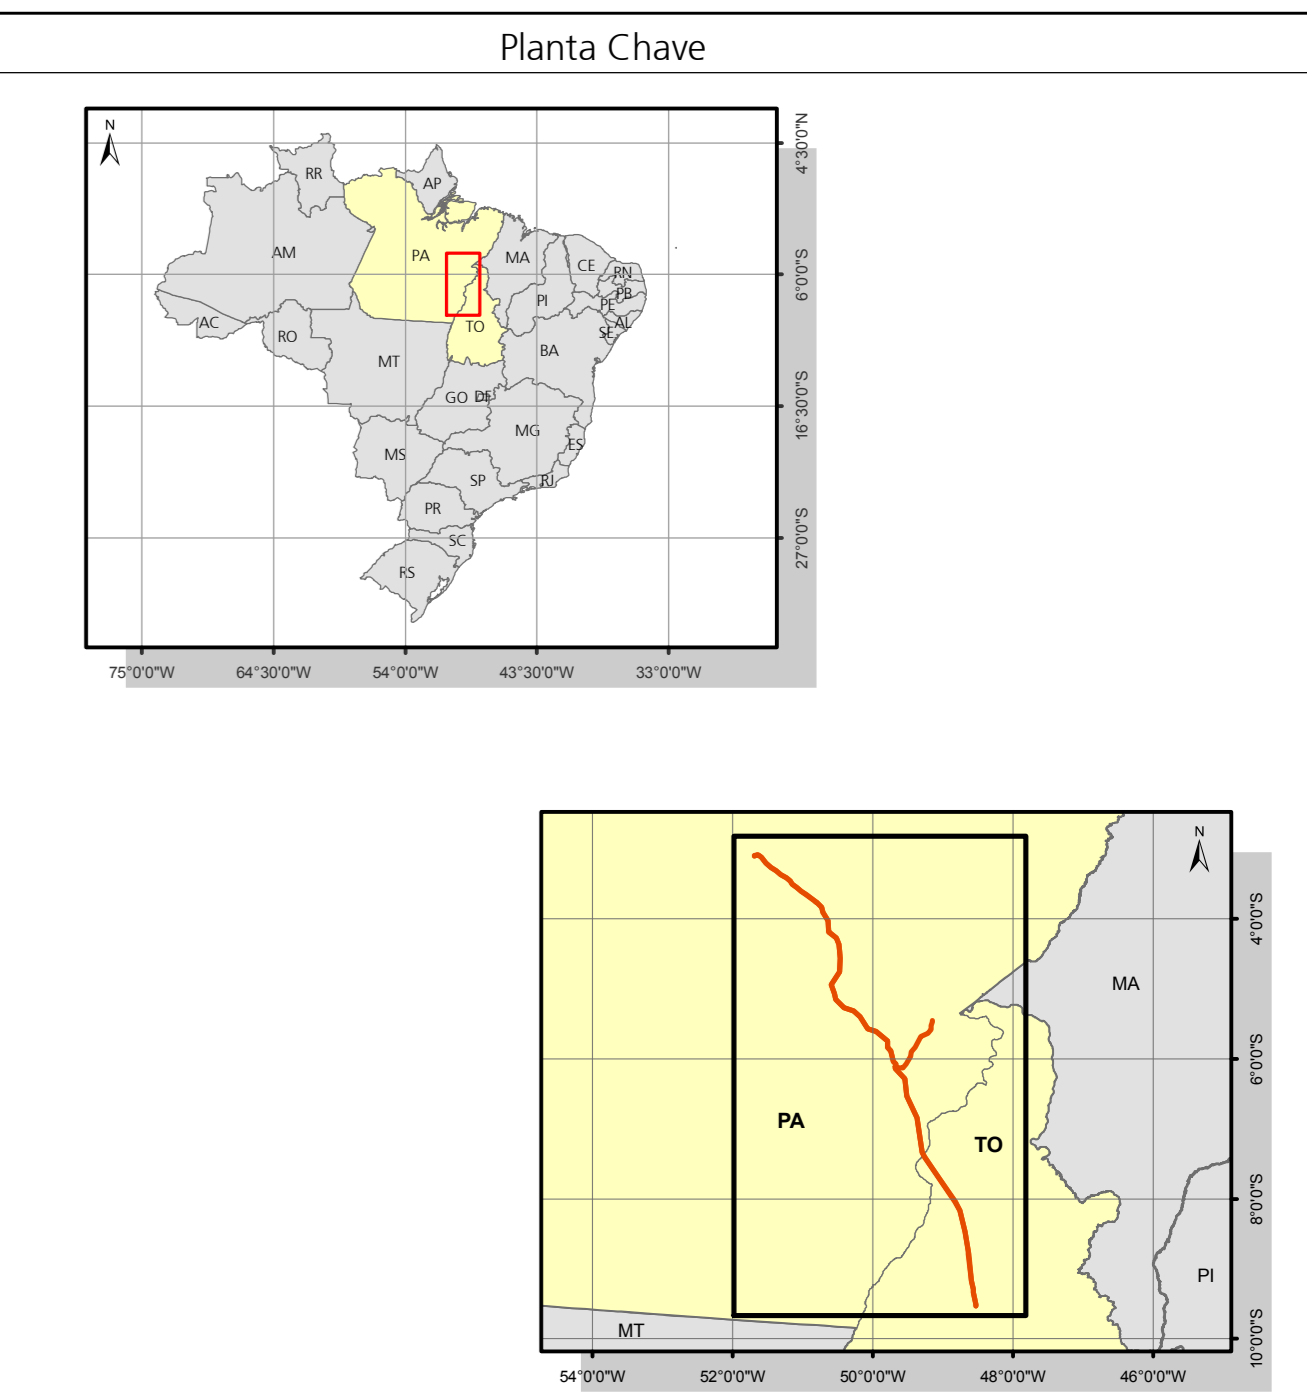 Planta Chave
N
RR
AP
AM
PA
MA
CE
RN
PB
PE
PI
AL
SE
AC
RO
TO
BA
MT
GO
DF
MG
ES
MS
SP
RJ
PR
SC
RS
4°30'0"N
6°0'0"S
16°30'0"S
27°0'0"S
75°0'0"W
64°30'0"W
54°0'0"W
43°30'0"W
33°0'0"W
N
MA
PA
TO
PI
MT
4°0'0"S
6°0'0"S
8°0'0"S
10°0'0"S
54°0'0"W
52°0'0"W
50°0'0"W
48°0'0"W
46°0'0"W